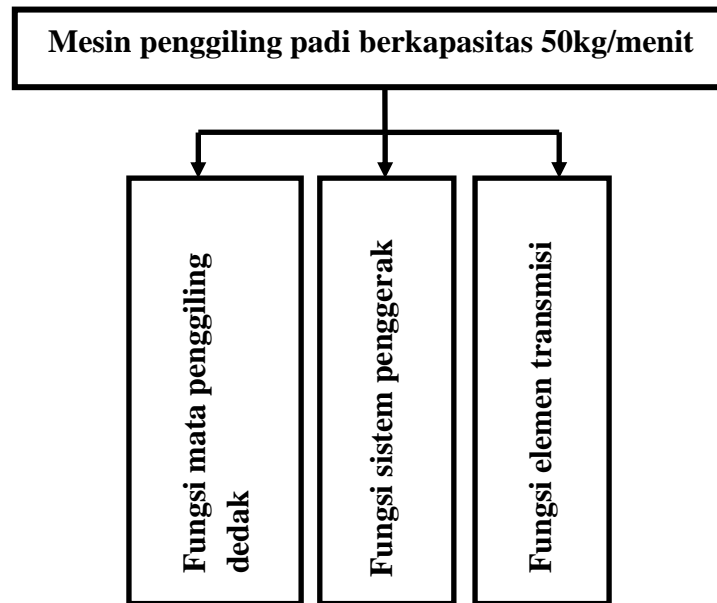 Mesin penggiling padi berkapasitas 50kg/menit
Fungsi mata penggiling
dedak
Fungsi sistem penggerak
Fungsi elemen transmisi